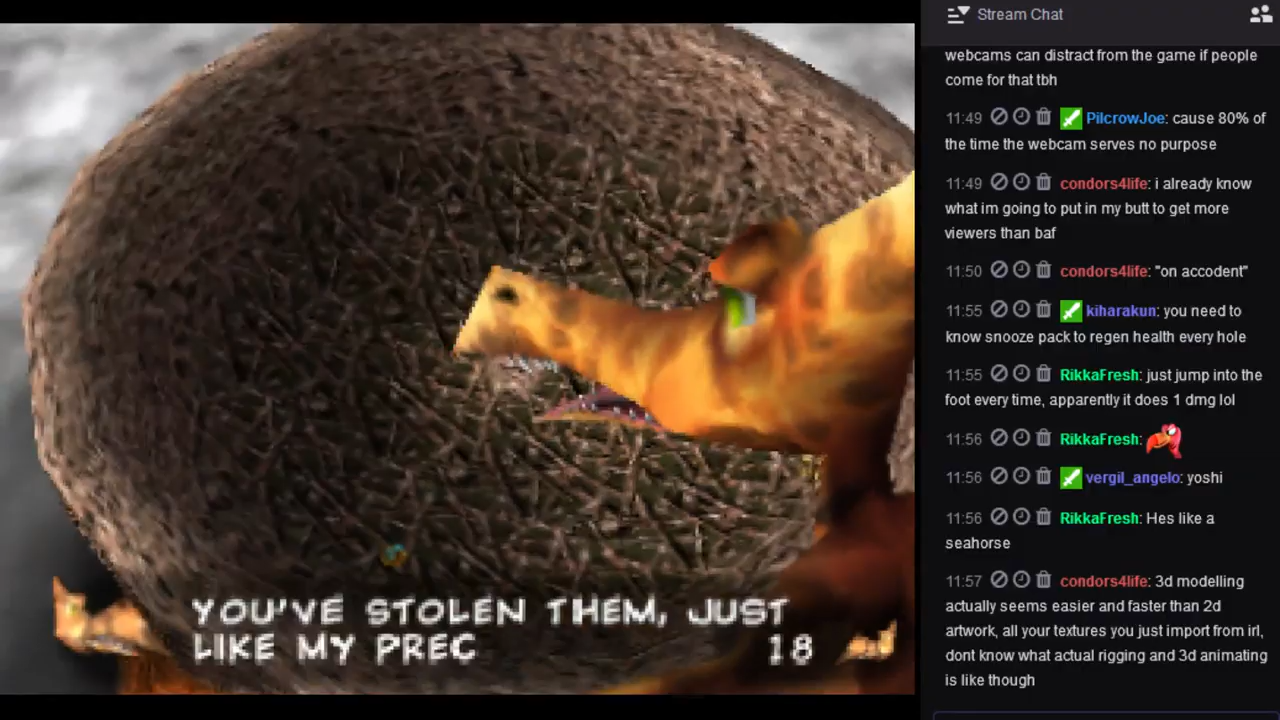 Stream Chat
webcams can distract from the game if people
come for that tbh
11:49 PilcrowJoe: cause 80% of
the time the webcam serves no purpose
11:49 condors4life: i already know
what im going to put in my butt to get more
viewers than baf
11:50 condors4life: "on accodent"
11:55 kiharakun: you need to
know snooze pack to regen health every hole
11:55 RikkaFresh: just jump into the
foot every time, apparently it does 1 dmg lol
11:56 RikkaFresh:
11:56 vergil_angelo: yoshi
11:56 RikkaFresh: Hes like a
seahorse
11:57 condors4life: 3d modelling
actually seems easier and faster than 2d
artwork, all your textures you just import from irl,
dont know what actual rigging and 3d animating
is like though
YOU'VE STOLEN THEM, JUST
LIKE MY PREC 18